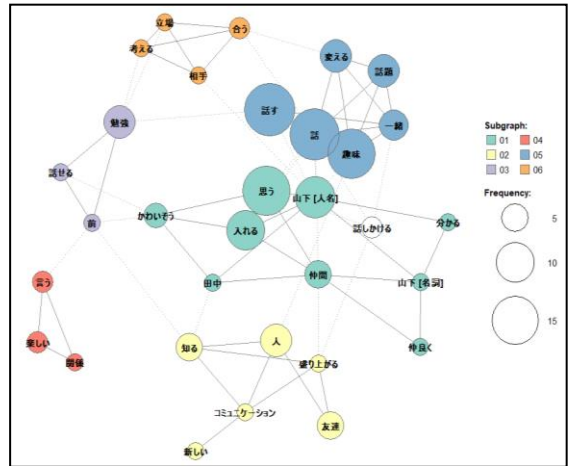 立場
合う
考える
相手
変える
話題
話す
勉強
話
一緒
趣味
話せる
思う
山下 [人名]
かわいそう
前
入れる
話しかける
分かる
田中
仲間
山下 [名詞]
言う
楽しい
知る
人
仲良く
盛り上がる
コミュニケーション
友達
新しい
Subgraph:
01 04
02 05
03 06
Frequency:
5
10
15